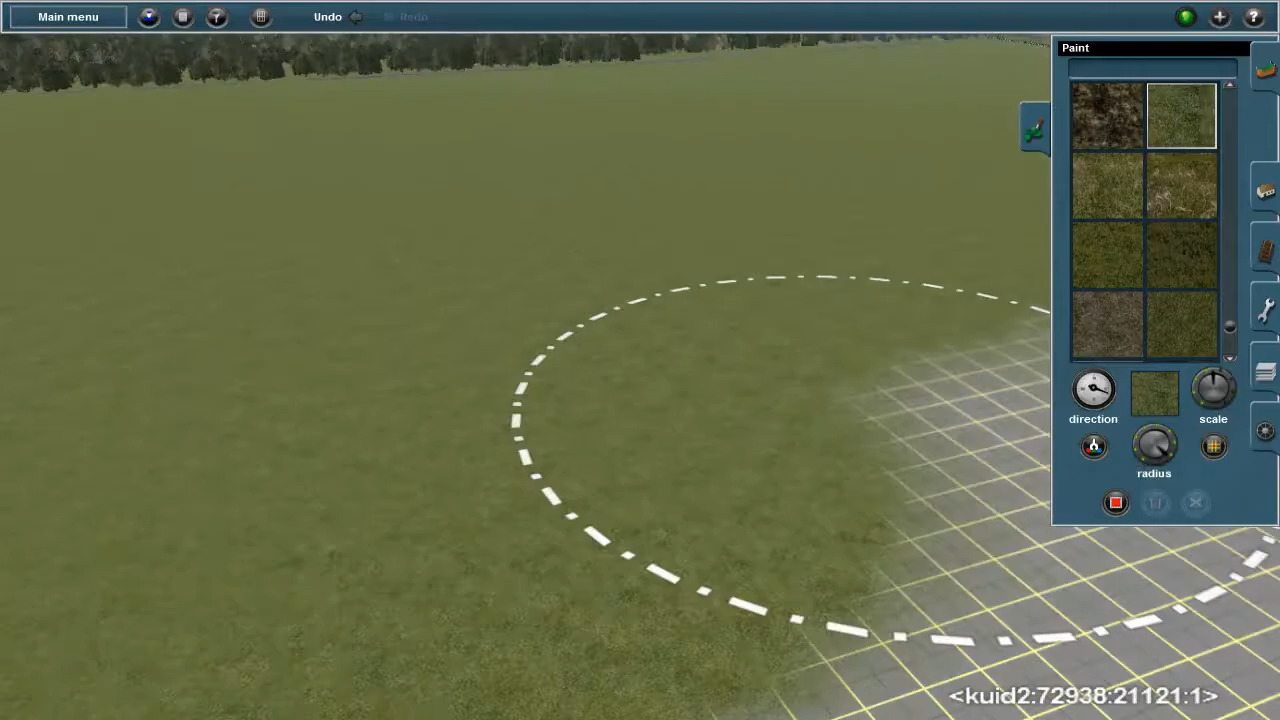 Main menu
Undo
Redo
?
Paint
direction
scale
radius
<kuid2:72938:21121:1>